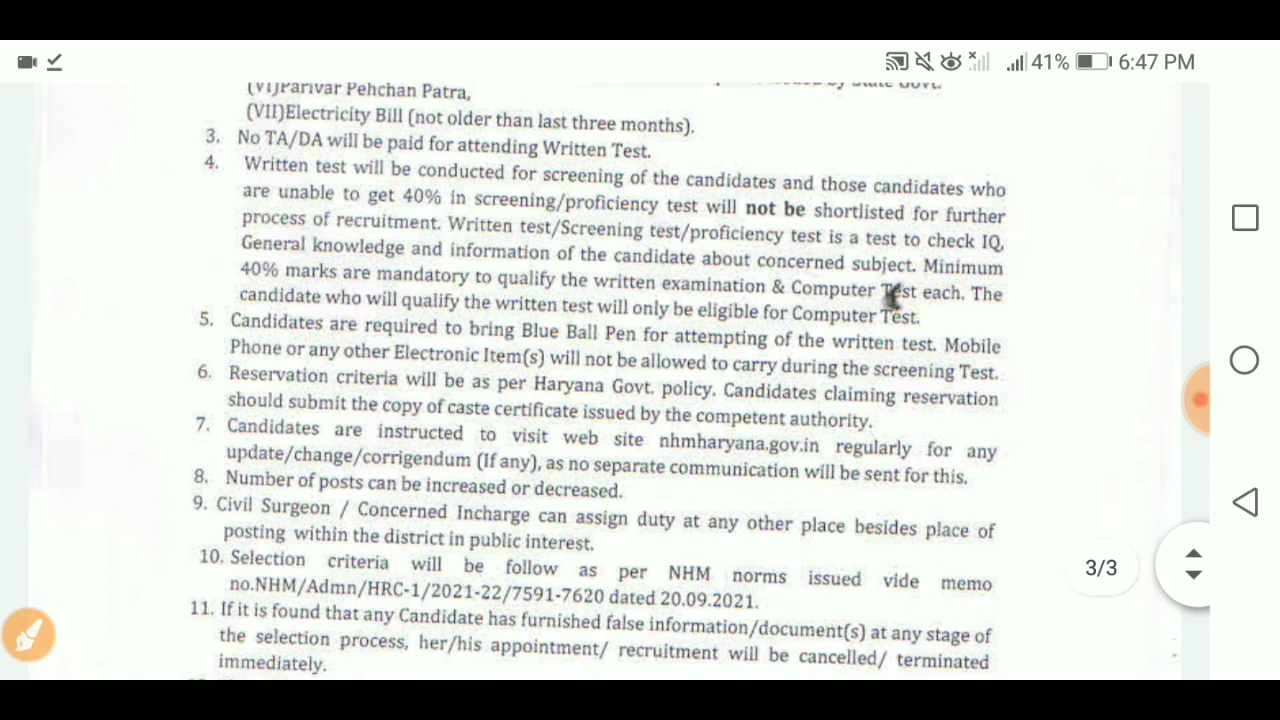 41% 6:47 PM
(VI)Parivar Pehchan Patra, by State Govt.
(VII)Electricity Bill (not older than last three months).
3. No TA/DA will be paid for attending Written Test.
4. Written test will be conducted for screening of the candidates and those candidates who
are unable to get 40% in screening/proficiency test will not be shortlisted for further
process of recruitment. Written test/Screening test/proficiency test is a test to check IQ,
General knowledge and information of the candidate about concerned subject. Minimum
40% marks are mandatory to qualify the written examination & Computer Test each. The
candidate who will qualify the written test will only be eligible for Computer Test.
5. Candidates are required to bring Blue Ball Pen for attempting of the written test. Mobile
Phone or any other Electronic Item(s) will not be allowed to carry during the screening Test.
6. Reservation criteria will be as per Haryana Govt. policy. Candidates claiming reservation
should submit the copy of caste certificate issued by the competent authority.
7. Candidates are instructed to visit web site nhmharyana.gov.in regularly for any
update/change/corrigendum (If any), as no separate communication will be sent for this.
8. Number of posts can be increased or decreased.
9. Civil Surgeon / Concerned Incharge can assign duty at any other place besides place of
posting within the district in public interest.
10. Selection criteria will be follow as per NHM norms issued vide memo
no.NHM/Admn/HRC-1/2021-22/7591-7620 dated 20.09.2021.
11. If it is found that any Candidate has furnished false information/document(s) at any stage of
the selection process, her/his appointment/ recruitment will be cancelled/ terminated
immediately.
3/3